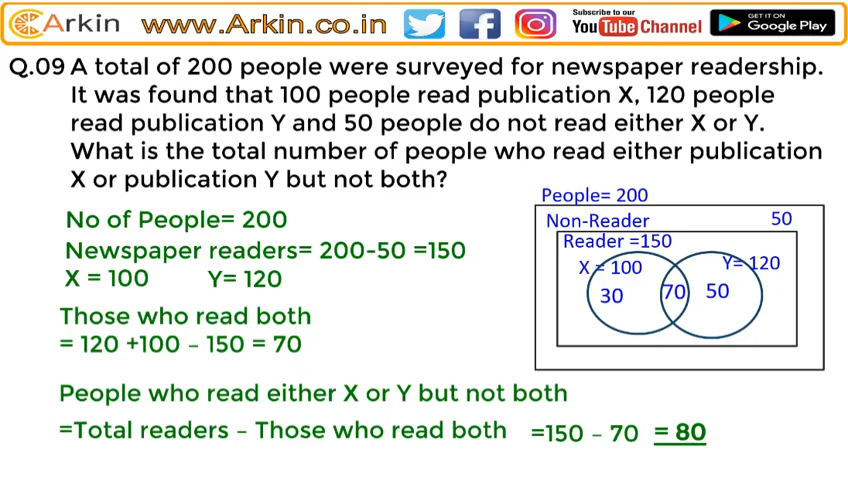 Arkin www.Arkin.co.in Subscribe to our YouTube Channel GET IT ON Google Play
Q.09 A total of 200 people were surveyed for newspaper readership.
It was found that 100 people read publication X, 120 people
read publication Y and 50 people do not read either X or Y.
What is the total number of people who read either publication
X or publication Y but not both?
No of People= 200
Newspaper readers= 200-50 =150
X = 100 Y= 120
Those who read both
= 120 +100 – 150 = 70
People= 200
Non-Reader 50
Reader =150
X = 100 Y= 120
30 70 50
People who read either X or Y but not both
=Total readers – Those who read both =150 – 70 = 80